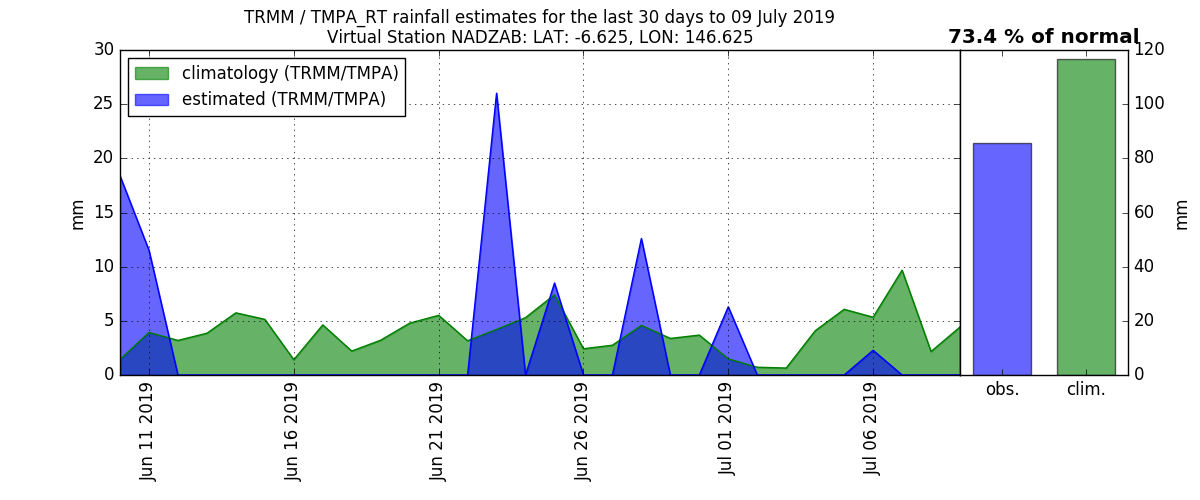 TRMM / TMPA_RT rainfall estimates for the last 30 days to 09 July 2019
Virtual Station NADZAB: LAT: -6.625, LON: 146.625
73.4 % of normal
climatology (TRMM/TMPA)
estimated (TRMM/TMPA)
30
25
20
15
10
5
0
mm
Jun 11 2019
Jun 16 2019
Jun 21 2019
Jun 26 2019
Jul 01 2019
Jul 06 2019
obs.
clim.
120
100
80
60
40
20
0
mm